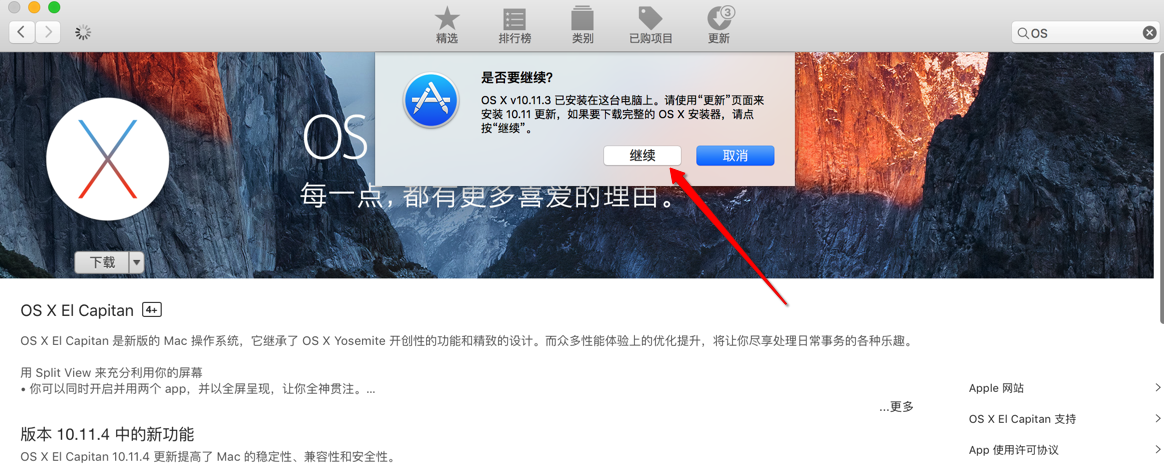 精选
排行榜
类别
已购项目
3
更新
OS
是否要继续?
OS X v10.11.3 已安装在这台电脑上。请使用“更新”页面来
安装 10.11 更新，如果要下载完整的 OS X 安装器，请点
按“继续”。
继续
取消
OS
每一点，都有更多喜爱的理由。
下载
OS X El Capitan 4+
OS X El Capitan 是新版的 Mac 操作系统，它继承了 OS X Yosemite 开创性的功能和精致的设计。而众多性能体验上的优化提升，将让你尽享处理日常事务的各种乐趣。
用 Split View 来充分利用你的屏幕
• 你可以同时开启并用两个 app，并以全屏呈现，让你全神贯注。...
...更多
版本 10.11.4 中的新功能
OS X El Capitan 10.11.4 更新提高了 Mac 的稳定性、兼容性和安全性。
Apple 网站
OS X El Capitan 支持
App 使用许可协议